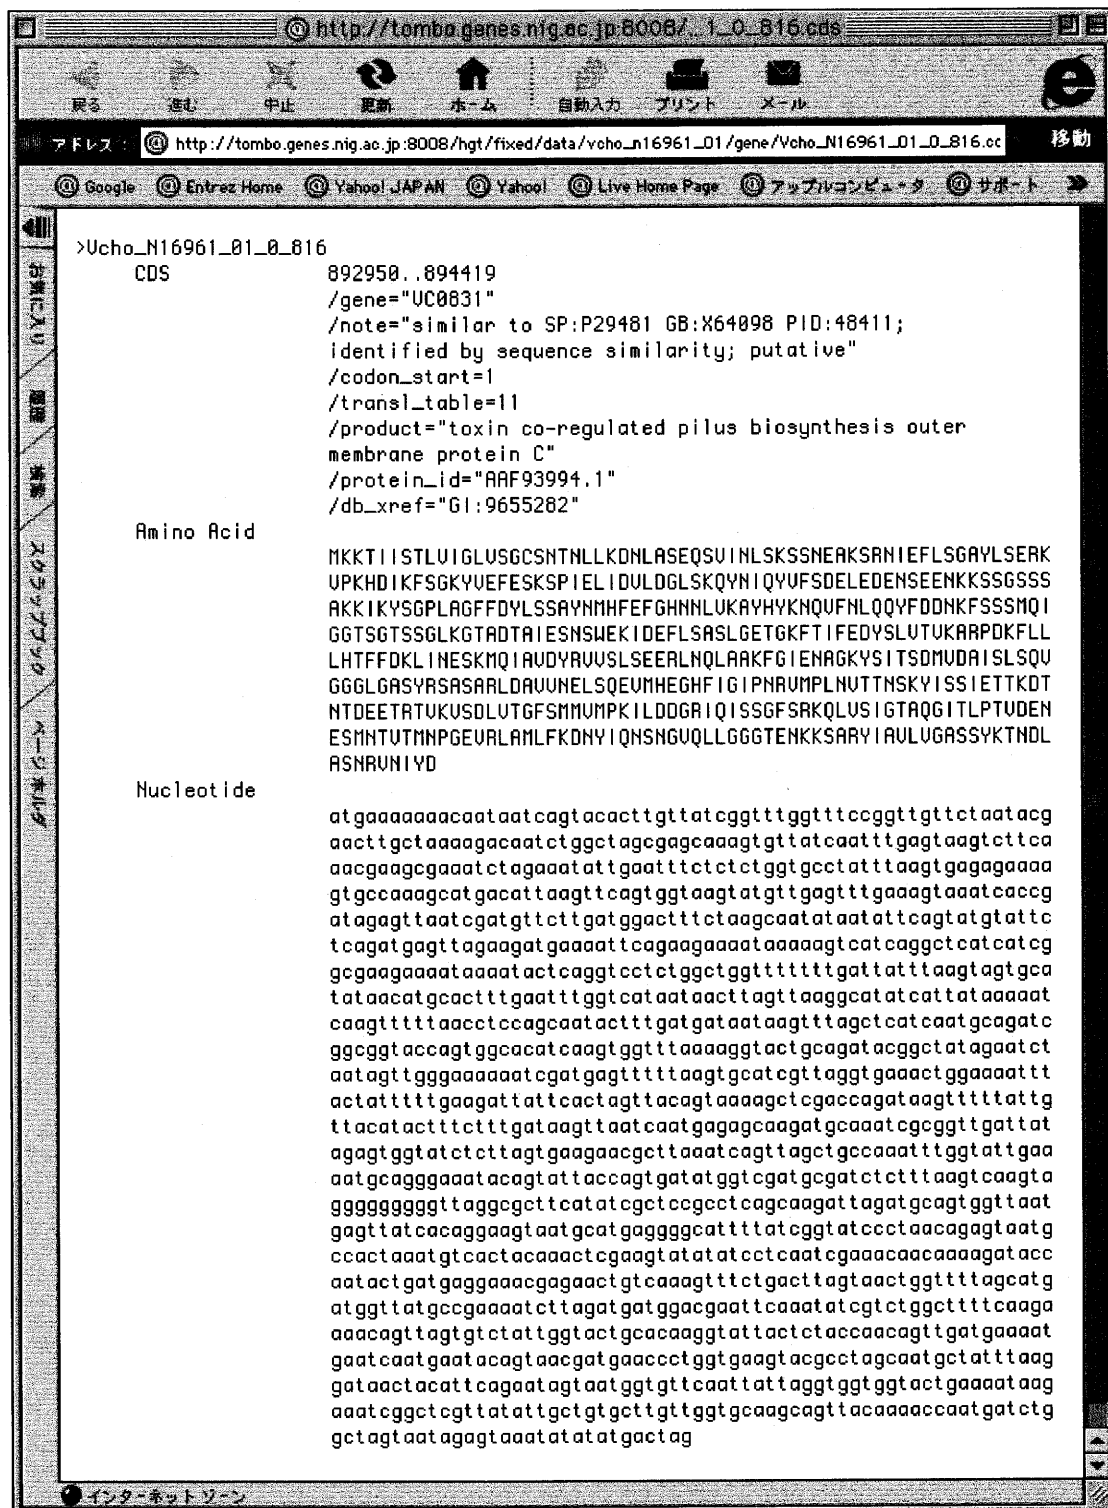 http://tombo.genes.nig.ac.jp:8008/..1_0_816.cds
戻る 進む 中止 更新 ホーム 自動入力 プリント メール
アドレス : http://tombo.genes.nig.ac.jp:8008/hgt/fixed/data/vcho_n16961_01/gene/Vcho_N16961_01_0_816.cc 移動
Google Entrez Home Yahoo! JAPAN Yahoo! Live Home Page アップルコンピュータ サポート
お気に入り
履歴
検索
スクラップブック
ページホルダ
>Vcho_N16961_01_0_816
CDS 892950..894419
/gene="VC0831"
/note="similar to SP:P29481 GB:X64098 PID:48411;
identified by sequence similarity; putative"
/codon_start=1
/transl_table=11
/product="toxin co-regulated pilus biosynthesis outer
membrane protein C"
/protein_id="AAF93994.1"
/db_xref="GI:9655282"
Amino Acid
MKKTIISTLVIGLVSGCSNTNLLKDNLASEQSVINLSKSSNEAKSRNIEFLSGAYLSERK
VPKHDIKFSGKYVEFESKSPIELIDVLDGLSKQYNIQYVFSDELEDENSEENKKSSGSSS
AKKIKYSGPLAGFFDYLSSAYNMHFEFGHNNLVKAYHYKNQVFNLQQYFDDNKFSSSMQI
GGTSGTSSGLKGTADTAIESNSWEKIDEFLSASLGETGKFTIFEDYSLVTVKARPDKFLL
LHTFFDKLINESKMQIAVDYRVVSLSEERLNQLAAKFGIENAGKYSITSDMVDAISLSQV
GGGLGASYRSASARLDAVVNELSQEVMHEGHFIGIPNRVMPLNVTTNSKYISSIETTKDT
NTDEETRTVKVSDLVTGFSMMVMPKILDDGRIQISSGFSRKQLVSIGTAQGITLPTVDEN
ESMNTVTMNPGEVRLAMLFKDNYIQNSNGVQLLGGGTENKKSARYIAVLVGASSYKTNDL
ASNRVNIYD
Nucleotide
atgaaaaaaacaataatcagtacacttgttatcggtttggtttccggttgttctaatacg
aacttgctaaaagacaatctggctagcgagcaaagtgttatcaatttgagtaagtcttca
aacgaagcgaaatctagaaatattgaatttctctctggtgcctatttaagtgagagaaaa
gtgccaaagcatgacattaagttcagtggtaagtatgttgagtttgaaagtaaatcaccg
atagagttaatcgatgttcttgatggactttctaagcaatataatattcagtatgtattc
tcagatgagttagaagatgaaaattcagaagaaaataaaaagtcatcaggctcatcatcg
gcgaagaaaataaaatactcaggtcctctggctggtttttttgattatttaagtagtgca
tataacatgcactttgaatttggtcataataacttagttaaggcatatcattataaaaat
caagtttttaacctccagcaatactttgatgataataagtttagctcatcaatgcagatc
ggcggtaccagtggcacatcaagtggtttaaaaggtactgcagatacggctatagaatct
aatagttgggaaaaaatcgatgagtttttaagtgcatcgttaggtgaaactggaaaattt
actatttttgaagattattcactagttacagtaaaagctcgaccagataagtttttattg
ttacatactttctttgataagttaatcaatgagagcaagatgcaaatcgcggttgattat
agagtggtatctcttagtgaagaacgcttaaatcagttagctgccaaatttggtattgaa
aatgcagggaaatacagtattaccagtgatatggtcgatgcgatctctttaagtcaagta
gggggggggttaggcgcttcatatcgctccgcctcagcaagattagatgcagtggttaat
gagttatcacaggaagtaatgcatgaggggcattttatcggtatccctaacagagtaatg
ccactaaatgtcactacaaactcgaagtatatatcctcaatcgaaacaacaaaagatacc
aatactgatgaggaaacgagaactgtcaaagtttctgacttagtaactggttttagcatg
atggttatgccgaaaatcttagatgatggacgaattcaaatatcgtctggcttttcaaga
aaacagttagtgtctattggtactgcacaaggtattactctaccaacagttgatgaaaat
gaatcaatgaatacagtaacgatgaaccctggtgaagtacgcctagcaatgctatttaag
gataactacattcagaatagtaatggtgttcaattattaggtggtggtactgaaaataag
aaatcggctcgttatattgctgtgcttgttggtgcaagcagttacaaaaccaatgatctg
gctagtaatagagtaaatatatatgactag
インターネット ゾーン